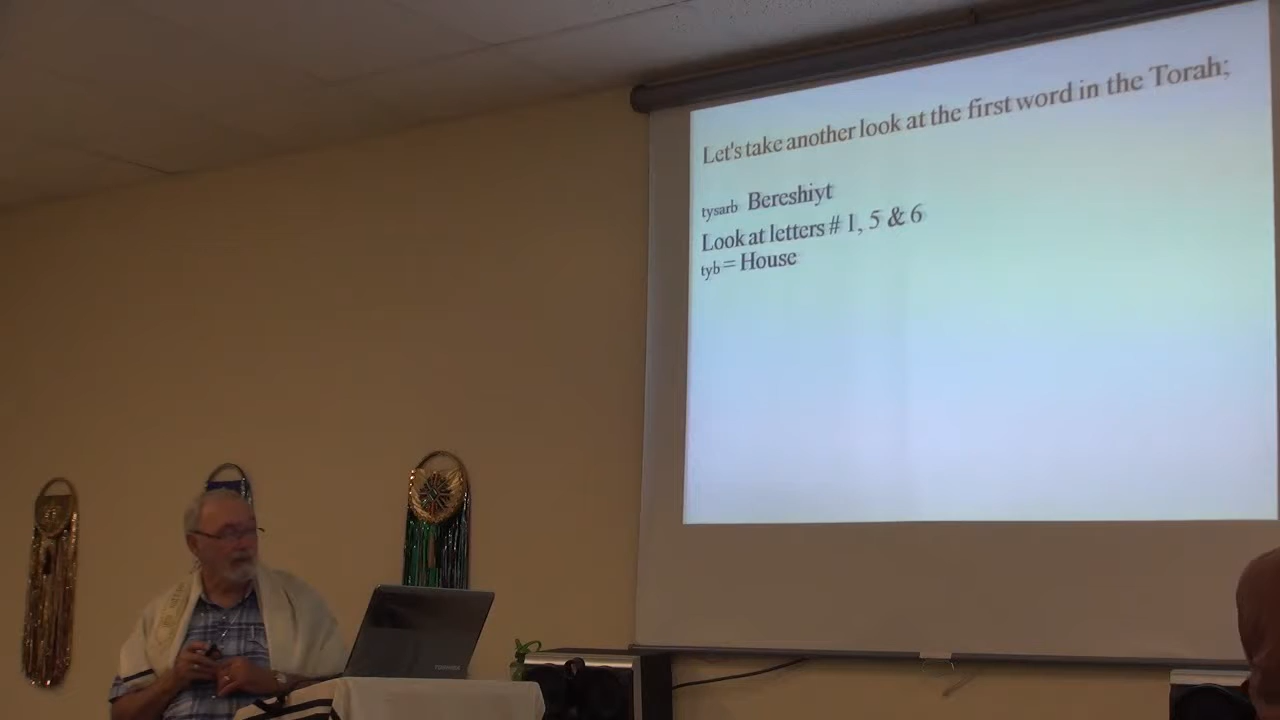 Let's take another look at the first word in the Torah;
tysarb Bereshiyt
Look at letters # 1, 5 & 6
tyb = House
TOSHIBA